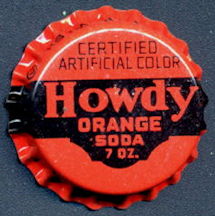 CERTIFIED
ARTIFICIAL COLOR
Howdy
ORANGE
SODA
7 OZ.